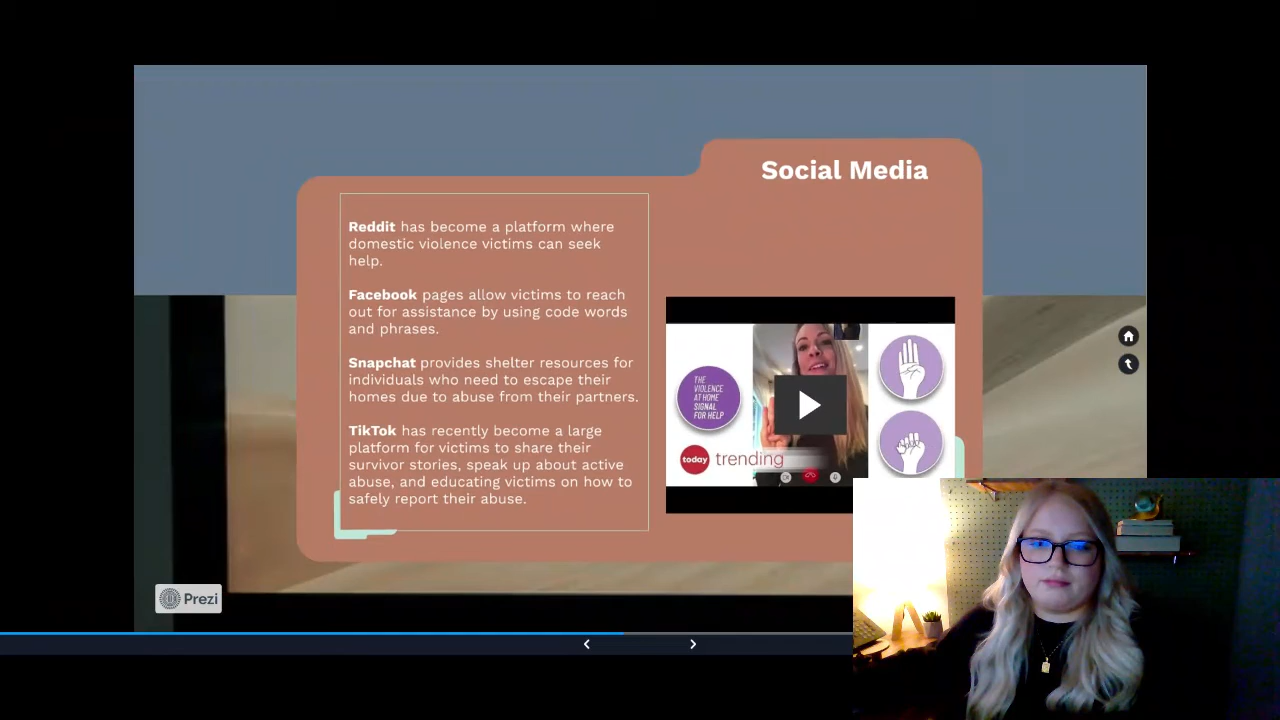 Social Media
Reddit has become a platform where
domestic violence victims can seek
help.
Facebook pages allow victims to reach
out for assistance by using code words
and phrases.
Snapchat provides shelter resources for
individuals who need to escape their
homes due to abuse from their partners.
TikTok has recently become a large
platform for victims to share their
survivor stories, speak up about active
abuse, and educating victims on how to
safely report their abuse.
THE
VIOLENCE
AT HOME
SIGNAL
FOR HELP
today trending
Prezi